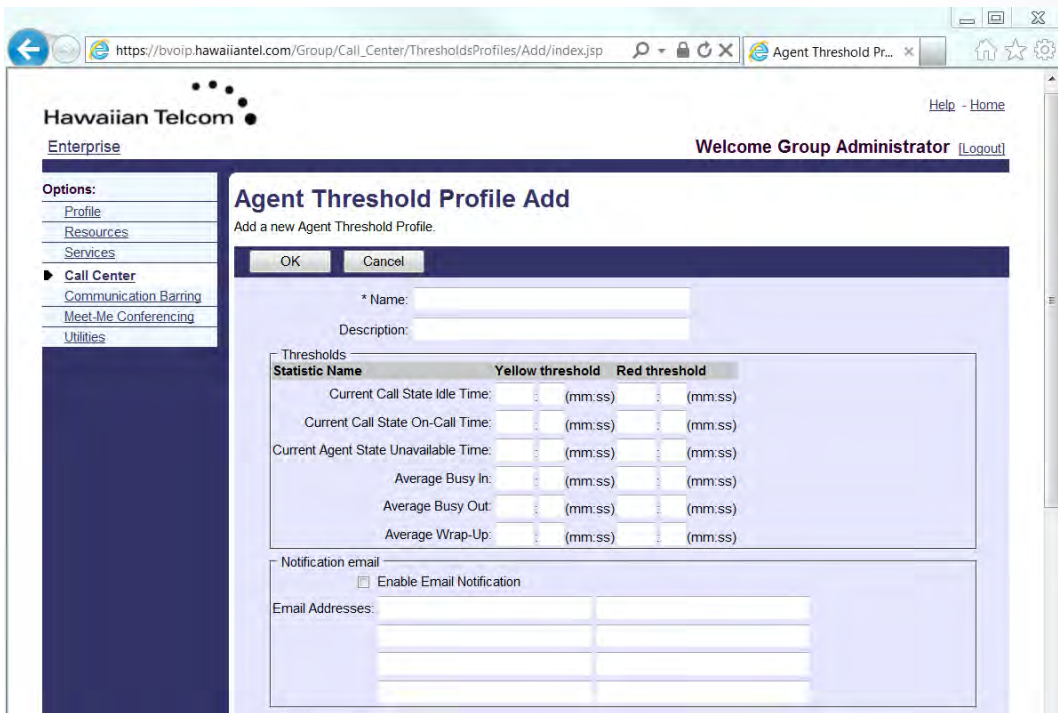 https://bvoip.hawaiiantel.com/Group/Call_Center/ThresholdsProfiles/Add/index.jsp
Agent Threshold Pr...
Hawaiian Telcom
Help - Home
Enterprise
Welcome Group Administrator [Logout]
Options:
Profile
Resources
Services
Call Center
Communication Barring
Meet-Me Conferencing
Utilities
Agent Threshold Profile Add
Add a new Agent Threshold Profile.
OK Cancel
* Name:
Description:
Thresholds
Statistic Name Yellow threshold Red threshold
Current Call State Idle Time: : (mm:ss) : (mm:ss)
Current Call State On-Call Time: : (mm:ss) : (mm:ss)
Current Agent State Unavailable Time: : (mm:ss) : (mm:ss)
Average Busy In: : (mm:ss) : (mm:ss)
Average Busy Out: : (mm:ss) : (mm:ss)
Average Wrap-Up: : (mm:ss) : (mm:ss)
Notification email
Enable Email Notification
Email Addresses: